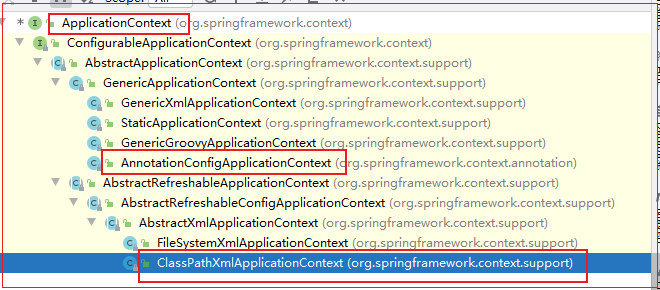 * ApplicationContext (org.springframework.context)
ConfigurableApplicationContext (org.springframework.context)
AbstractApplicationContext (org.springframework.context.support)
GenericApplicationContext (org.springframework.context.support)
GenericXmlApplicationContext (org.springframework.context.support)
StaticApplicationContext (org.springframework.context.support)
GenericGroovyApplicationContext (org.springframework.context.support)
AnnotationConfigApplicationContext (org.springframework.context.annotation)
AbstractRefreshableApplicationContext (org.springframework.context.support)
AbstractRefreshableConfigApplicationContext (org.springframework.context.support)
AbstractXmlApplicationContext (org.springframework.context.support)
FileSystemXmlApplicationContext (org.springframework.context.support)
ClassPathXmlApplicationContext (org.springframework.context.support)